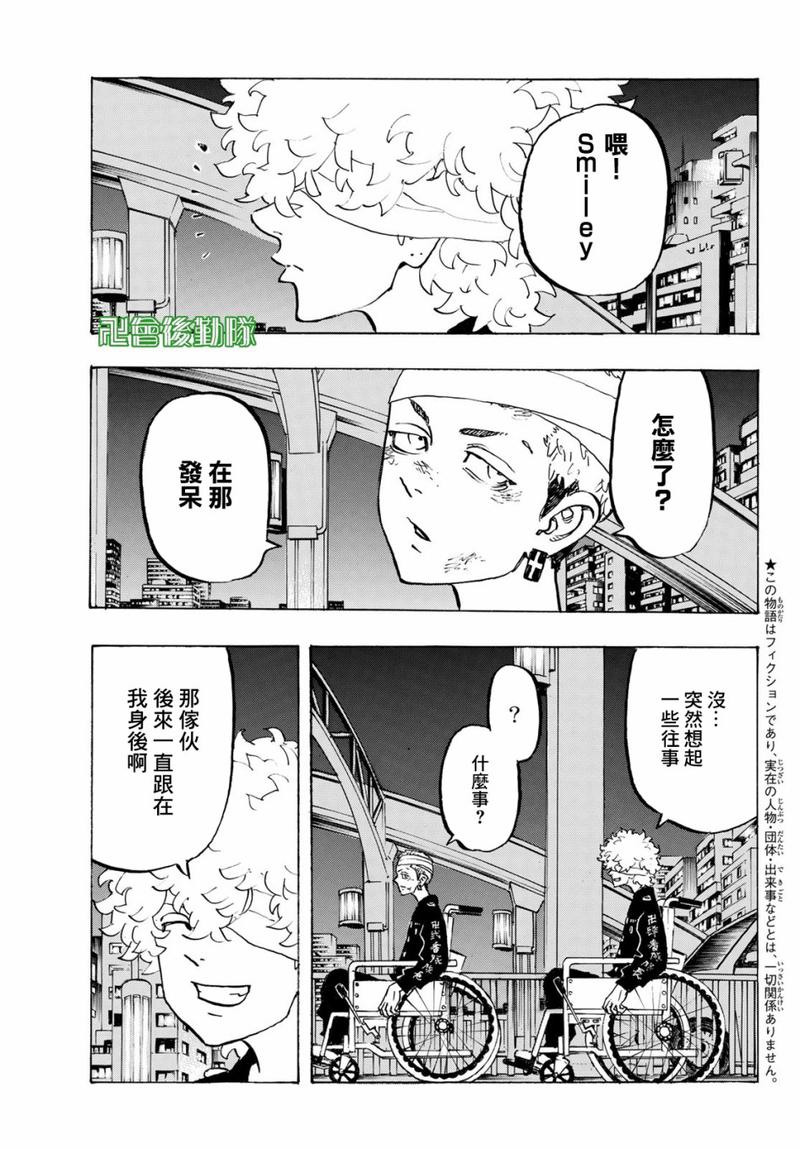 喂！
Smiley
卍會後勤隊
怎麼了？
在那
發呆
沒…
突然想起
一些往事
？
什麼事？
那傢伙
後來一直跟在
我身後啊
★この物語はフィクションであり、実在の人物・団体・出来事などとは、一切関係ありません。